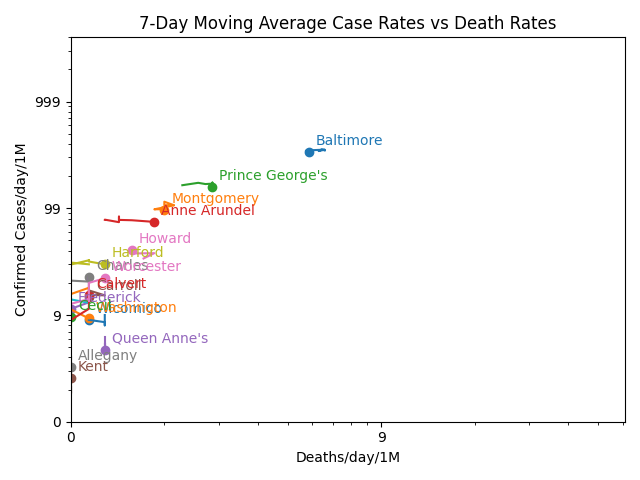 7-Day Moving Average Case Rates vs Death Rates
Confirmed Cases/day/1M
999
99
9
0
Baltimore
Prince George's
Montgomery
Anne Arundel
Howard
Harford
Charles
Worcester
Calvert
Carroll
Frederick
Cecil
Washington
Wicomico
Queen Anne's
Allegany
Kent
0
9
Deaths/day/1M